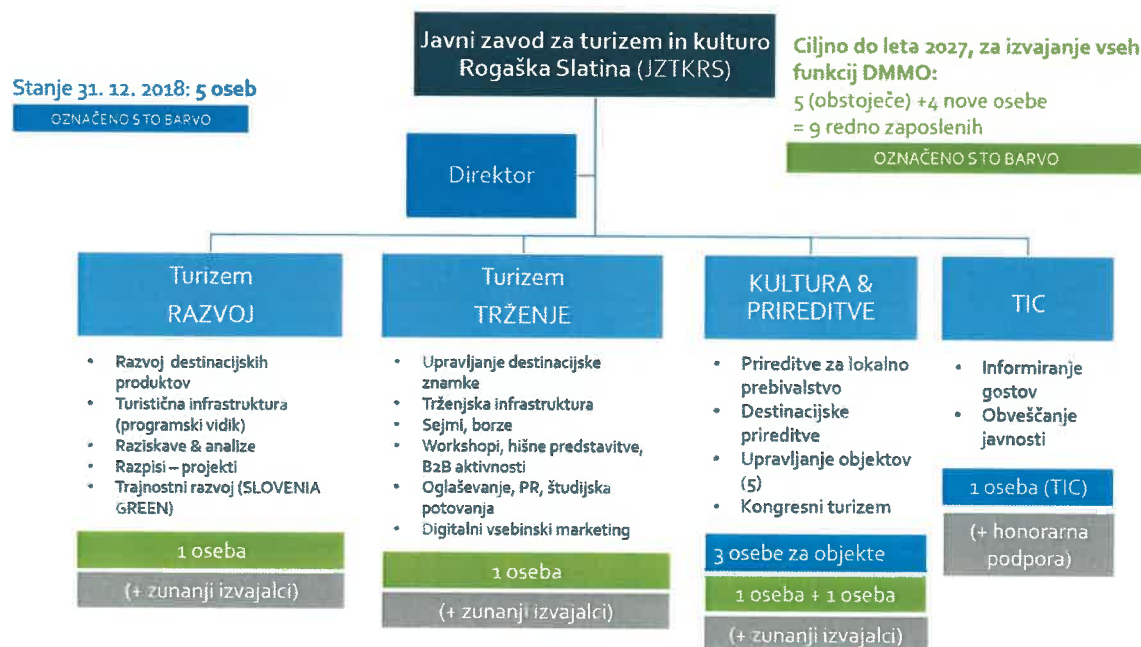 Javni zavod za turizem in kulturo
Rogaška Slatina (JZTKRS)
Stanje 31. 12. 2018: 5 oseb
OZNAČENO S TO BARVO
Ciljno do leta 2027, za izvajanje vseh
funkcij DMMO:
5 (obstoječe) +4 nove osebe
= 9 redno zaposlenih
OZNAČENO S TO BARVO
Direktor
Turizem
RAZVOJ
• Razvoj destinacijskih
produktov
• Turistična infrastruktura
(programski vidik)
• Raziskave & analize
• Razpisi – projekti
• Trajnostni razvoj (SLOVENIA
GREEN)
1 oseba
(+ zunanji izvajalci)
Turizem
TRŽENJE
• Upravljanje destinacijske
znamke
• Trženjska infrastruktura
• Sejmi, borze
• Workshopi, hišne predstavitve,
B2B aktivnosti
• Oglaševanje, PR, študijska
potovanja
• Digitalni vsebinski marketing
1 oseba
(+ zunanji izvajalci)
KULTURA &
PRIREDITVE
• Prireditve za lokalno
prebivalstvo
• Destinacijske
prireditve
• Upravljanje objektov
(5)
• Kongresni turizem
3 osebe za objekte
1 oseba + 1 oseba
(+ zunanji izvajalci)
TIC
• Informiranje
gostov
• Obveščanje
javnosti
1 oseba (TIC)
(+ honorarna
podpora)